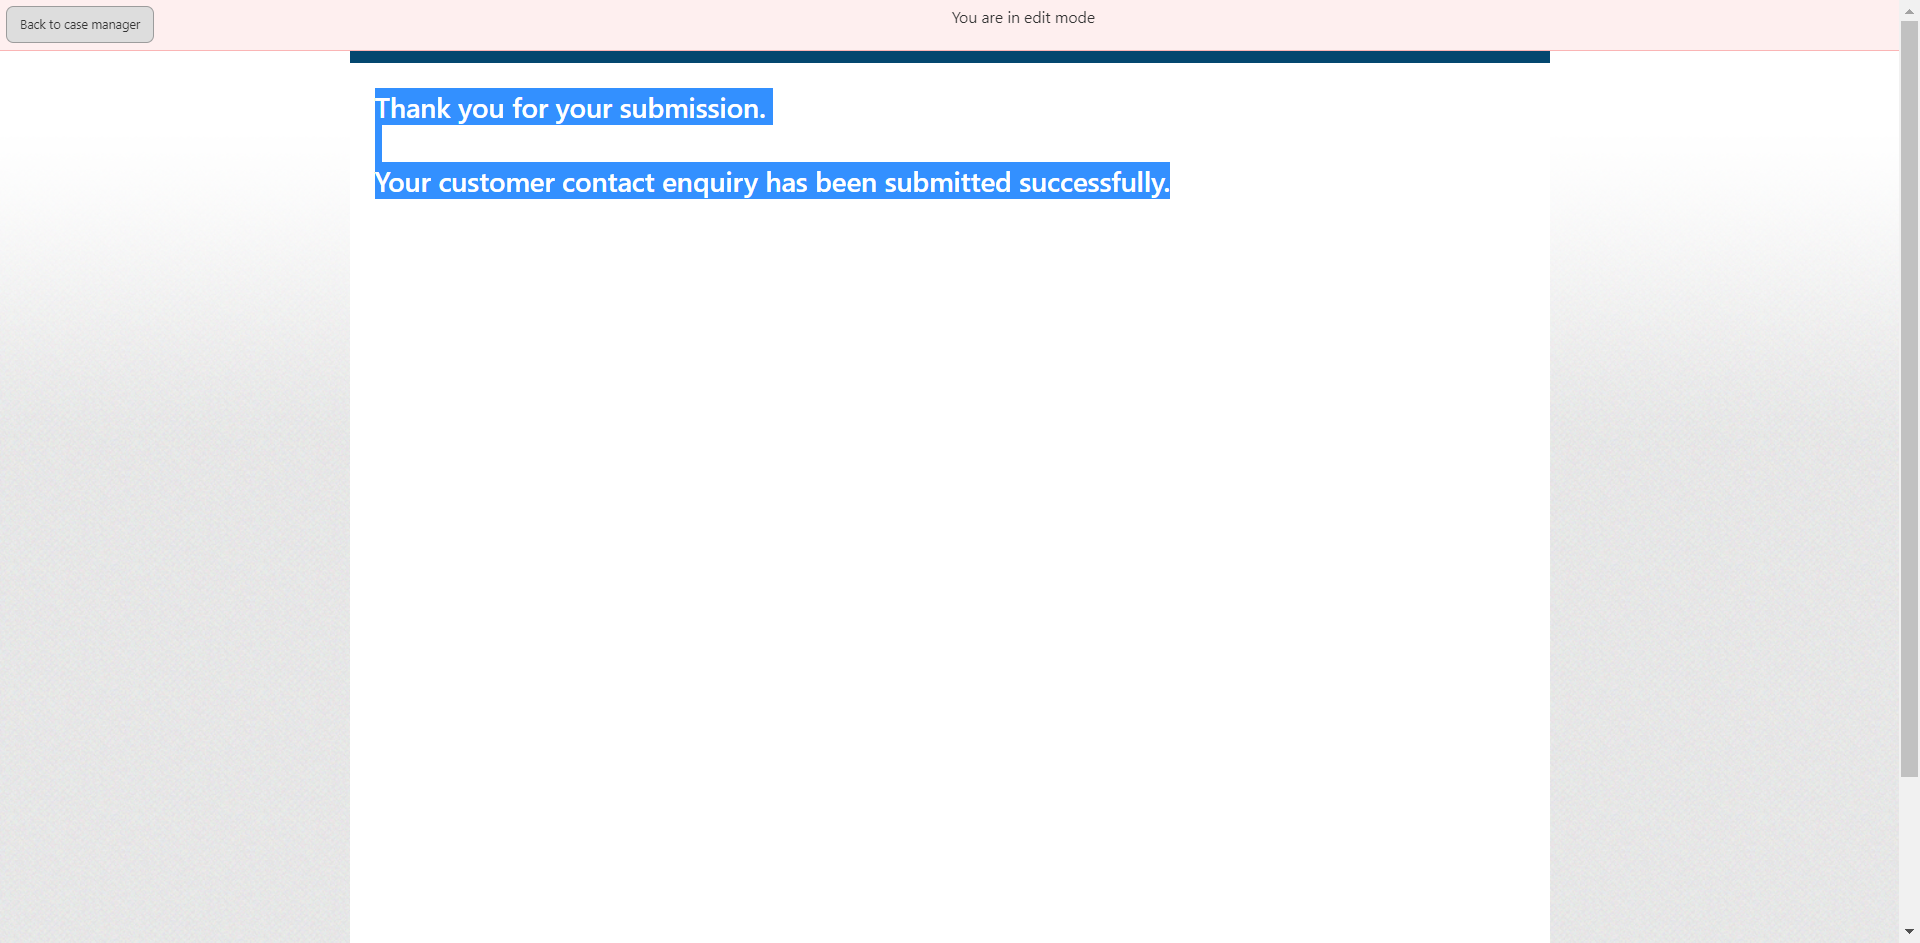 Back to case manager
You are in edit mode
Thank you for your submission.
Your customer contact enquiry has been submitted successfully.